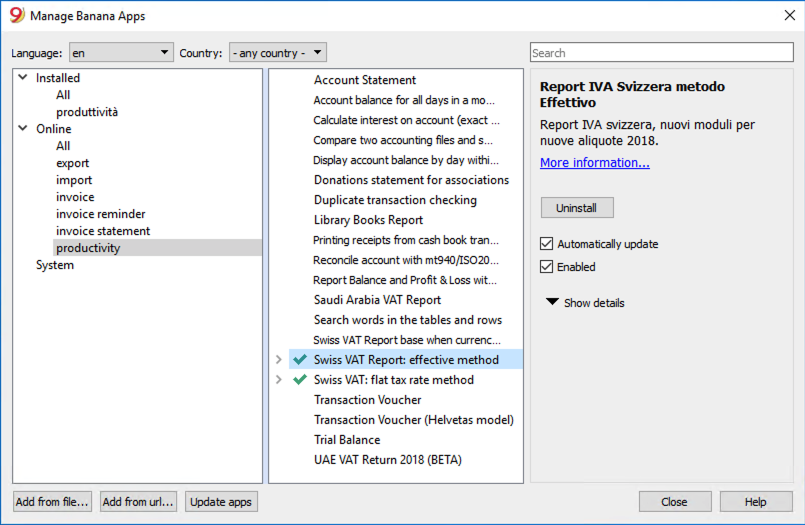 Manage Banana Apps
Language: en Country: - any country - Search
Installed
All
produttività
Online
All
export
import
invoice
invoice reminder
invoice statement
productivity
System
Account Statement
Account balance for all days in a mo...
Calculate interest on account (exact ...
Compare two accounting files and s...
Display account balance by day withi...
Donations statement for associations
Duplicate transaction checking
Library Books Report
Printing receipts from cash book tran...
Reconcile account with mt940/ISO20...
Report Balance and Profit & Loss wit...
Saudi Arabia VAT Report
Search words in the tables and rows
Swiss VAT Report base when currenc...
Swiss VAT Report: effective method
Swiss VAT: flat tax rate method
Transaction Voucher
Transaction Voucher (Helvetas model)
Trial Balance
UAE VAT Return 2018 (BETA)
Report IVA Svizzera metodo
Effettivo
Report IVA svizzera, nuovi moduli per
nuove aliquote 2018.
More information...
Uninstall
Automatically update
Enabled
Show details
Add from file... Add from url... Update apps Close Help